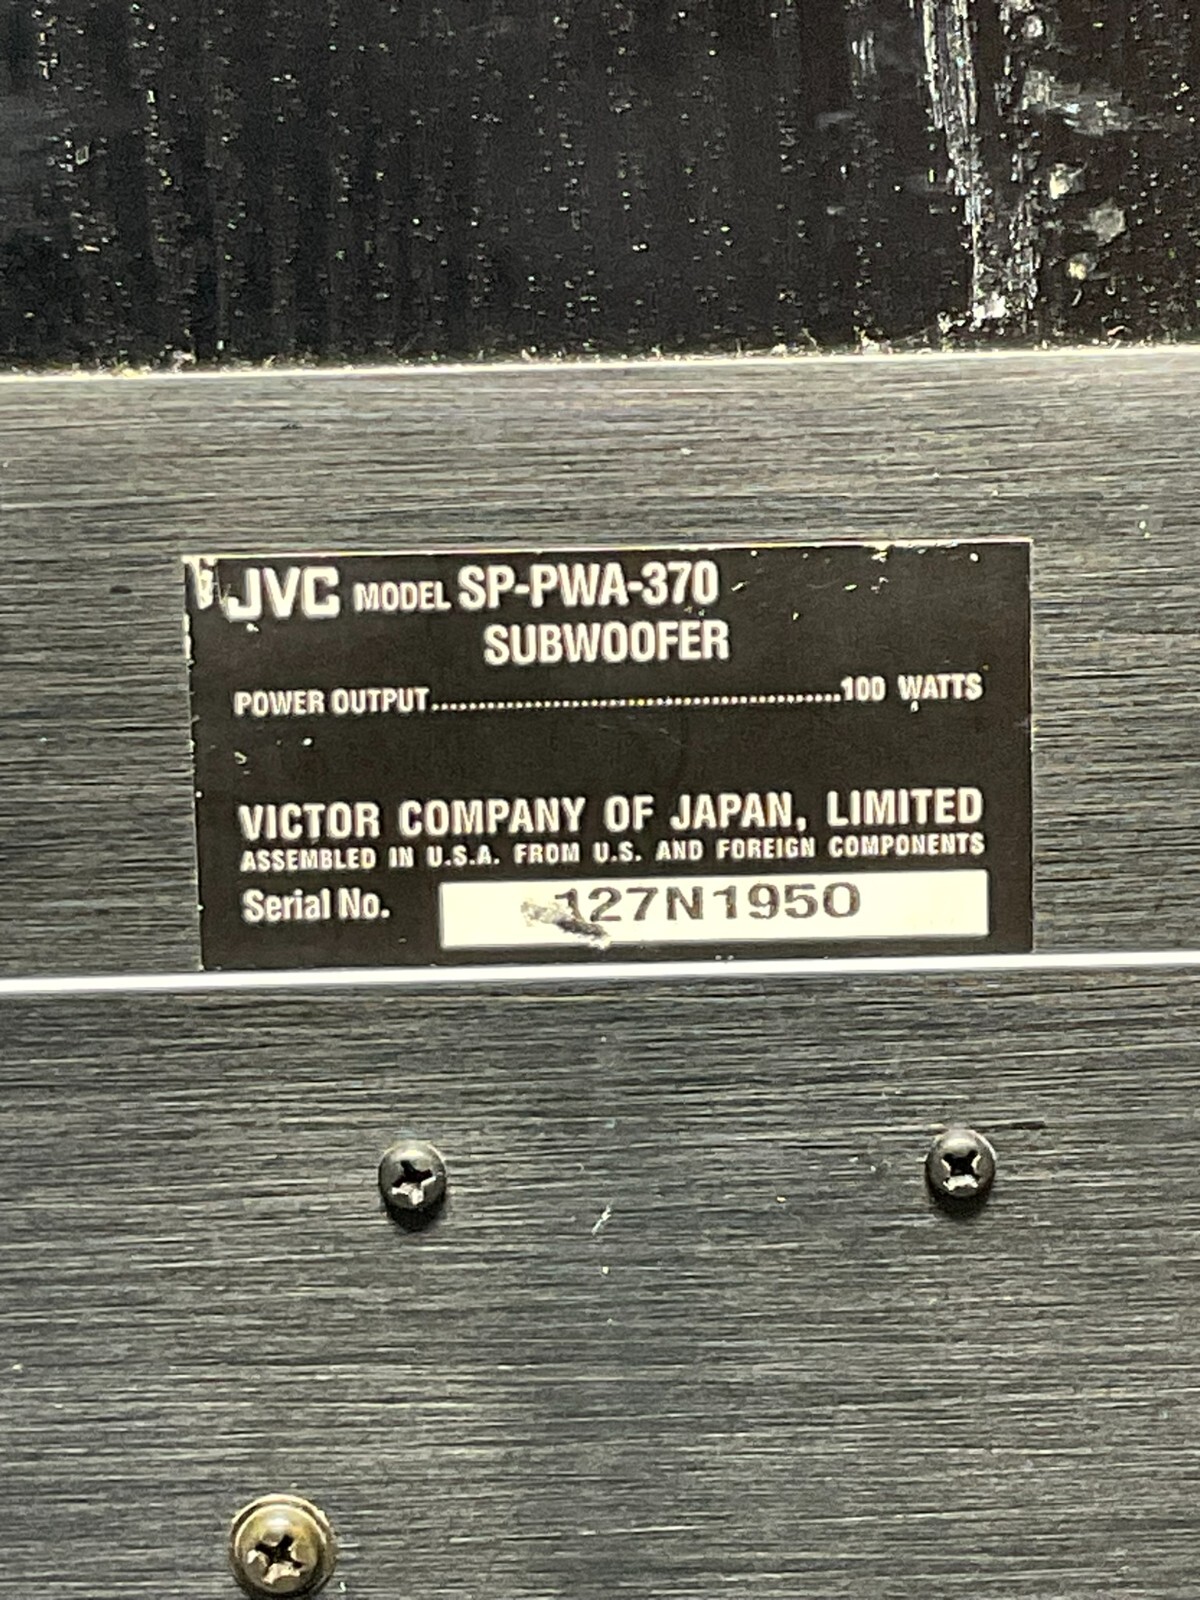 JVC MODEL SP-PWA-370
SUBWOOFER
POWER OUTPUT..............................................100 WATTS
VICTOR COMPANY OF JAPAN, LIMITED
ASSEMBLED IN U.S.A. FROM U.S. AND FOREIGN COMPONENTS
Serial No. 127N1950